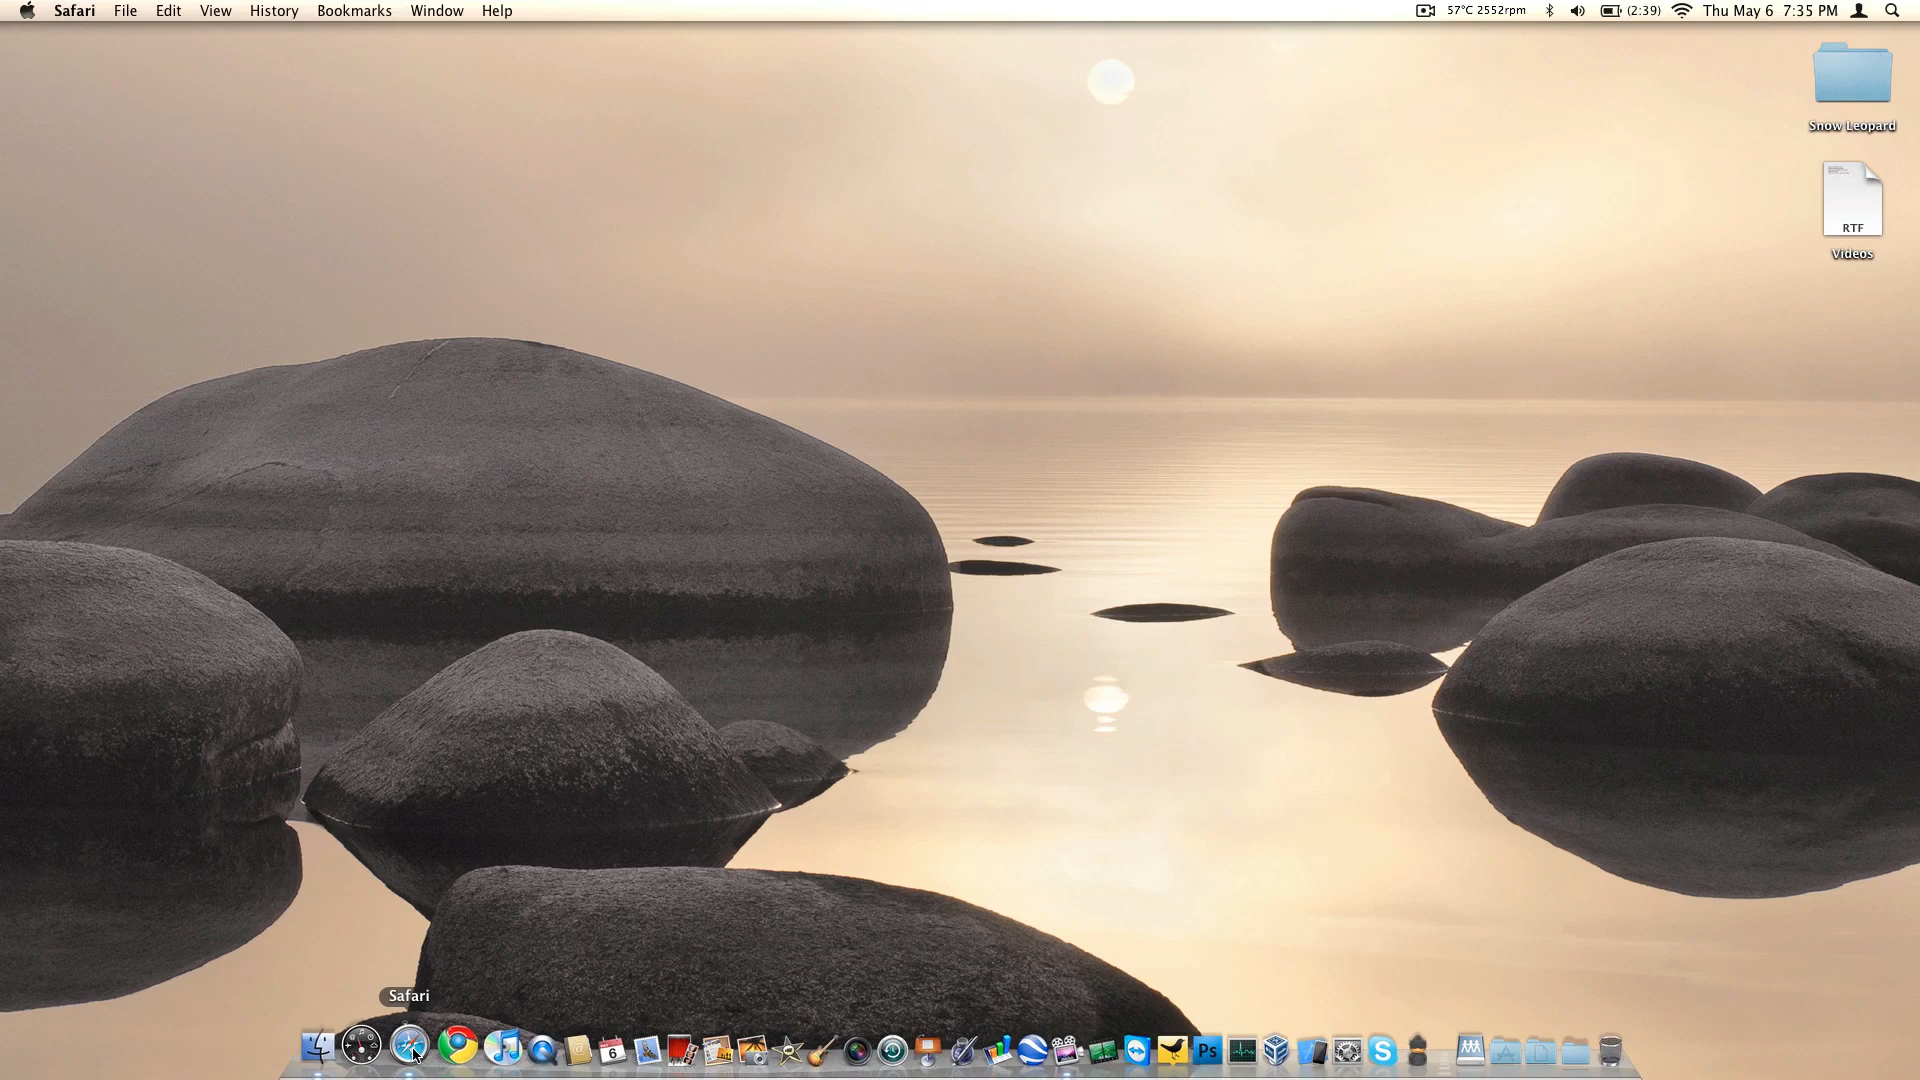 Safari File Edit View History Bookmarks Window Help 57°C 2552rpm (2:39) Thu May 6 7:35 PM
Snow Leopard
RTF
Videos
Safari
6
Ps